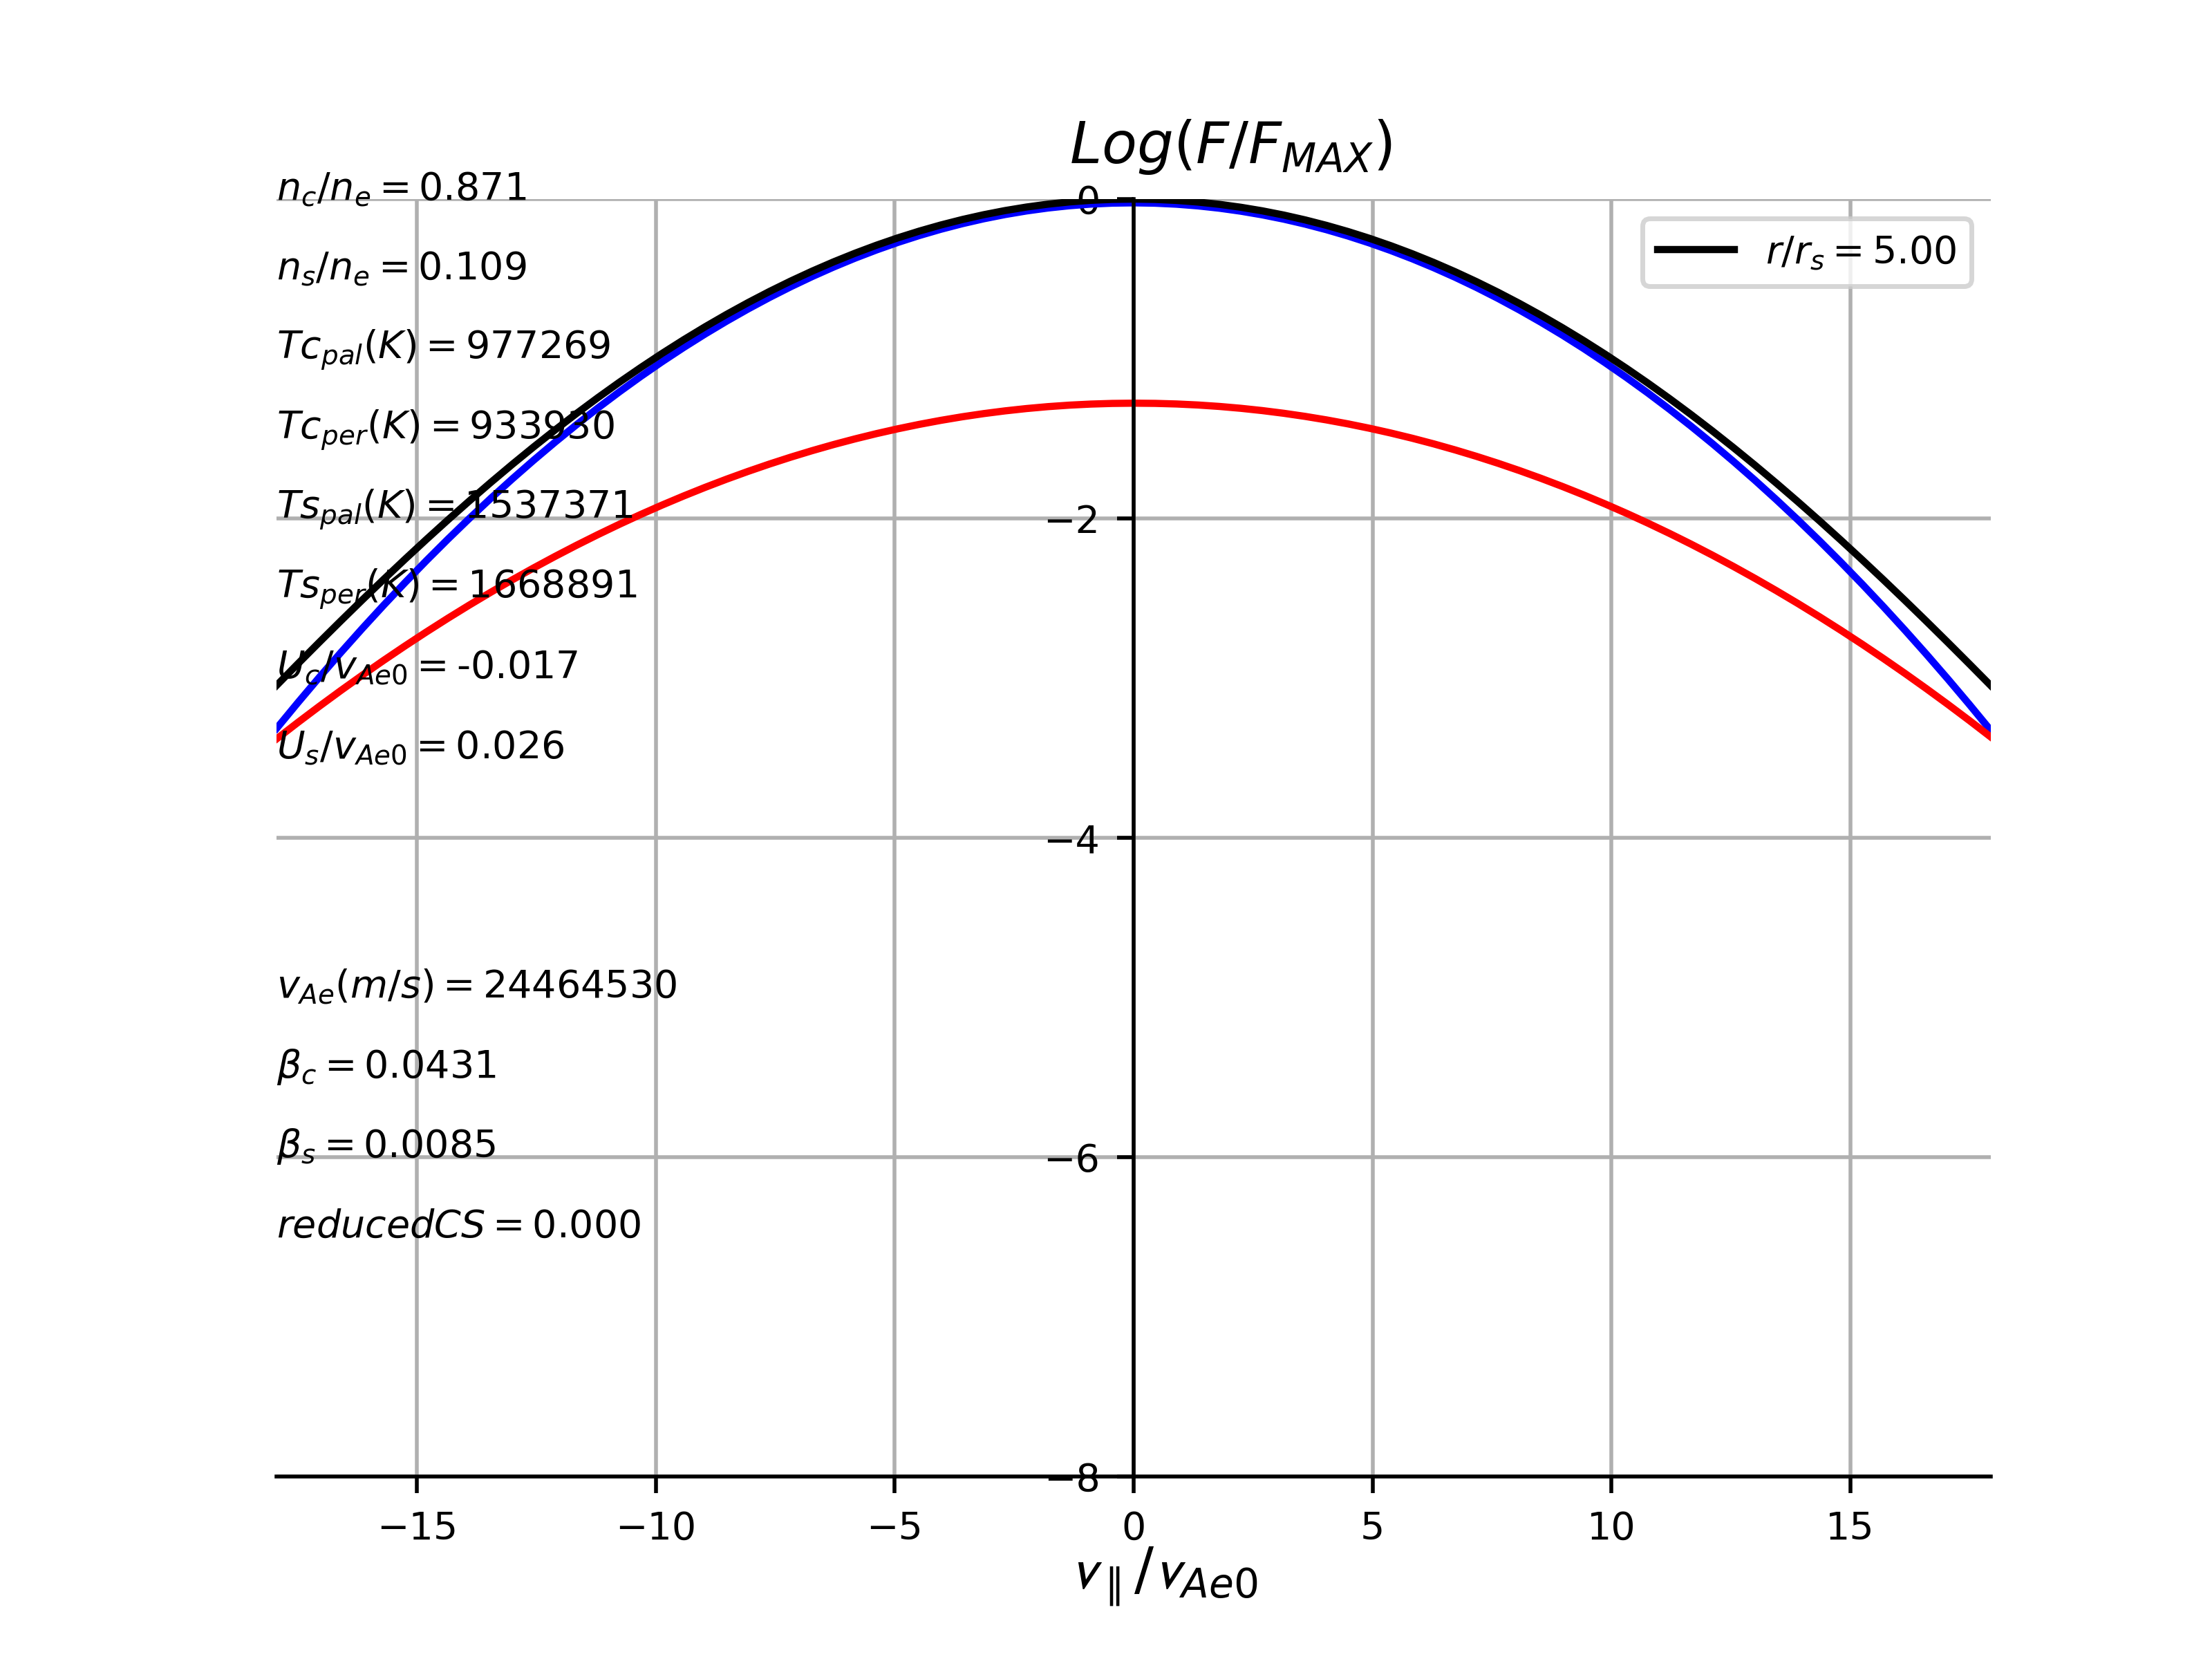 Log(F/F_MAX)
n_c/n_e = 0.871
n_s/n_e = 0.109
Tc_pal(K) = 977269
Tc_per(K) = 933930
Ts_pal(K) = 1537371
Ts_per(K) = 1668891
U_c/v_Ae0 = -0.017
U_s/v_Ae0 = 0.026
v_Ae(m/s) = 24464530
β_c = 0.0431
β_s = 0.0085
reducedCS = 0.000
r/r_s = 5.00
0
−2
−4
−6
−8
−15 −10 −5 0 5 10 15
v_∥/v_Ae0